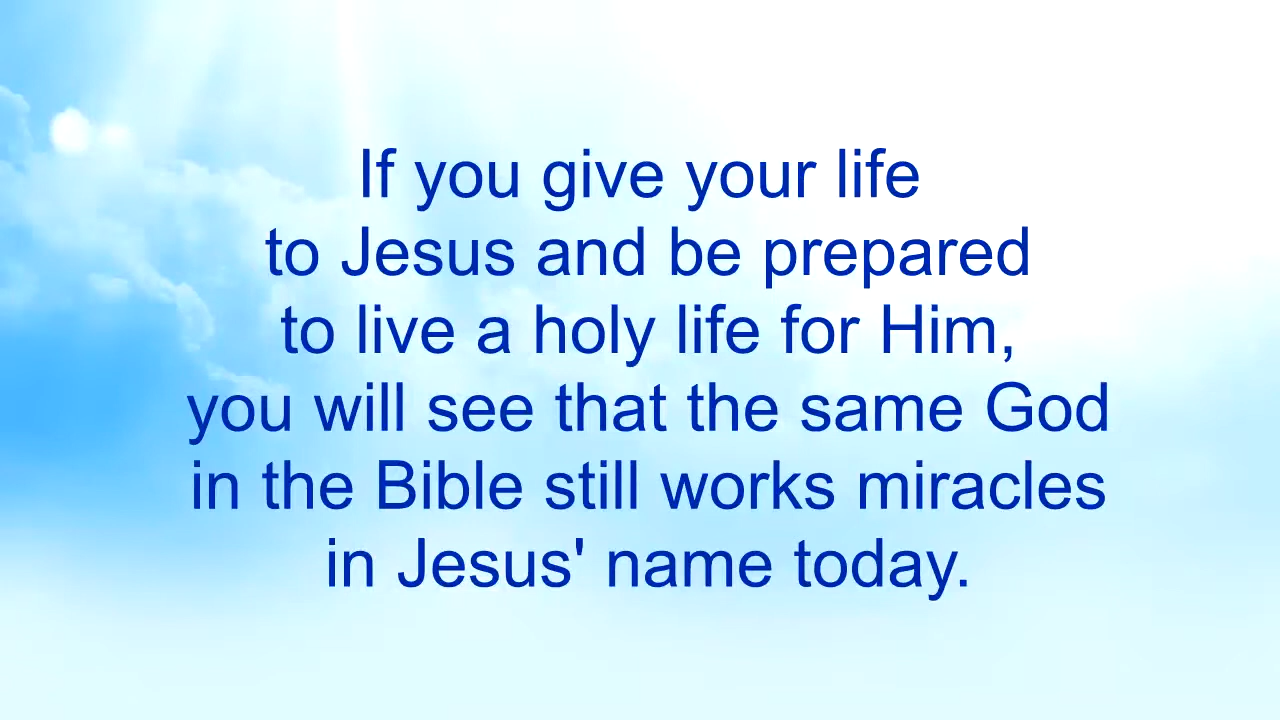 If you give your life
to Jesus and be prepared
to live a holy life for Him,
you will see that the same God
in the Bible still works miracles
in Jesus' name today.